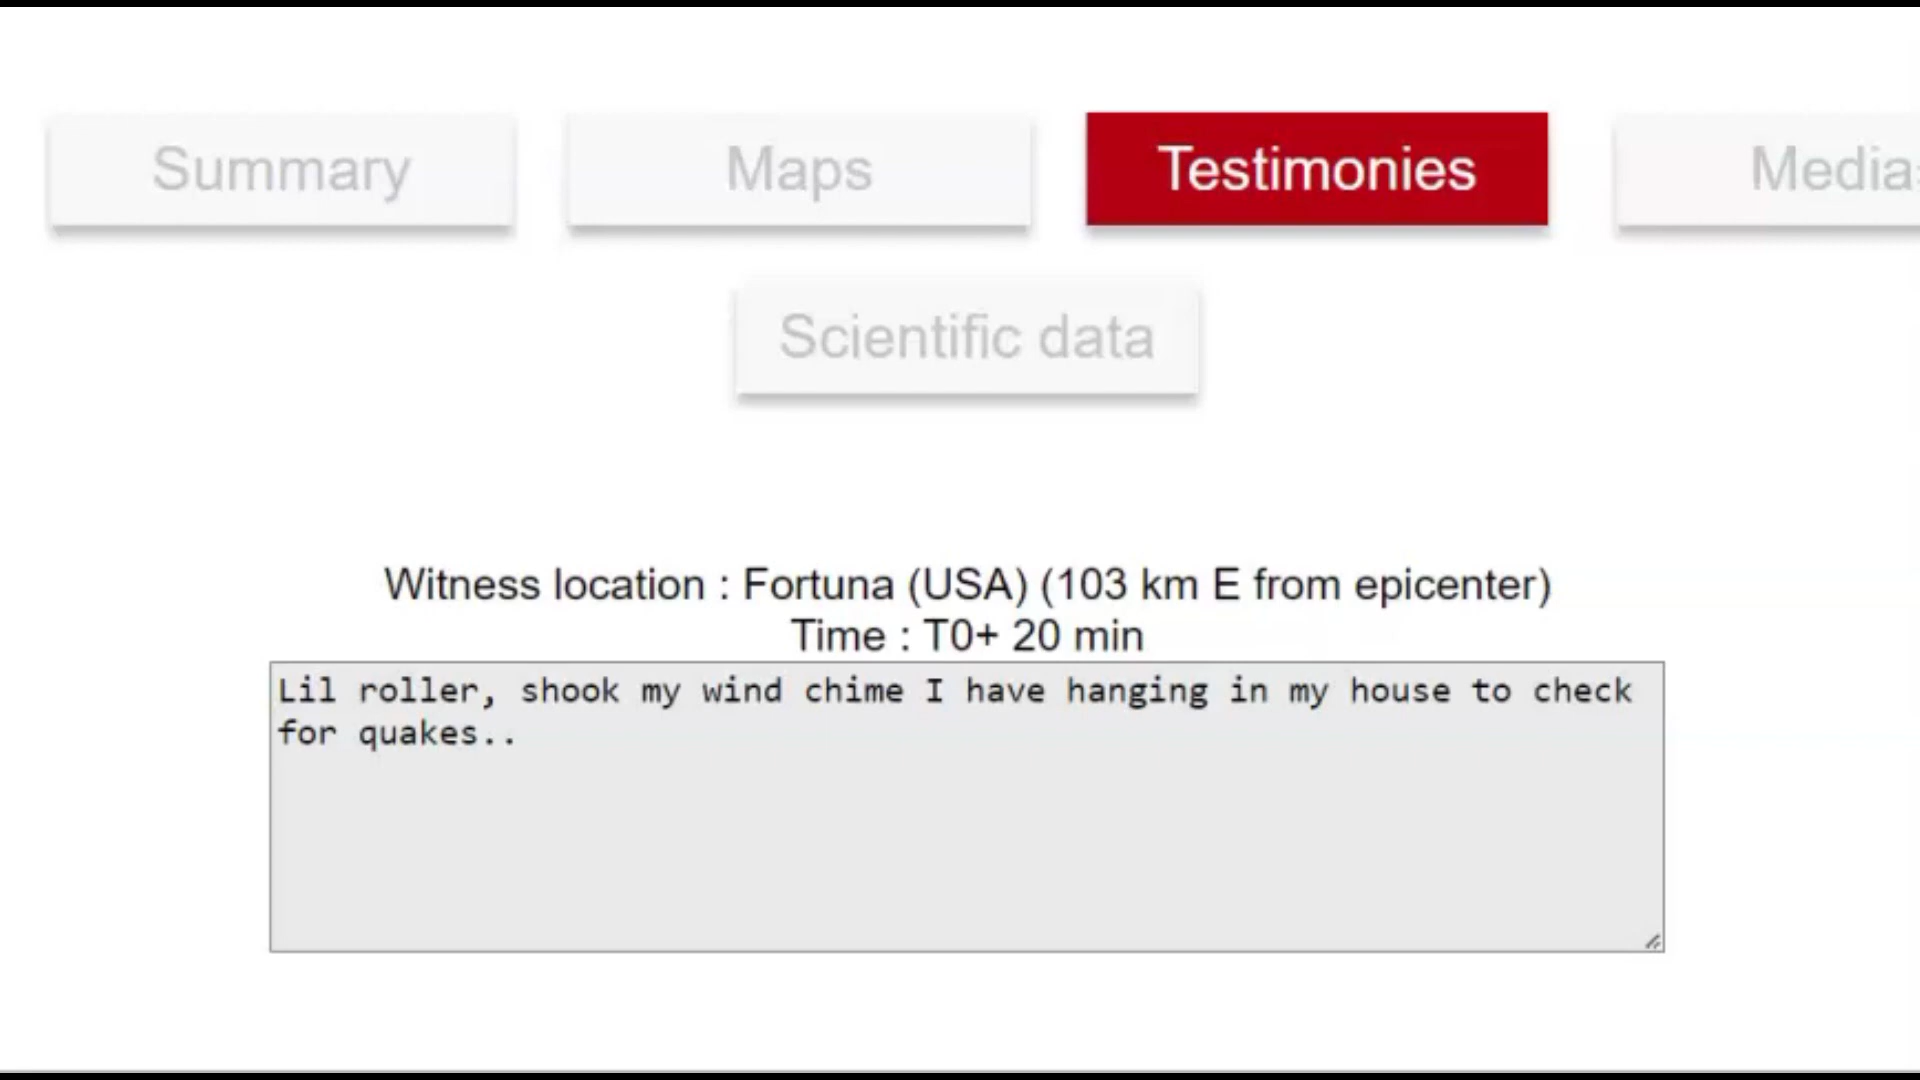 Summary Maps Testimonies Media
Scientific data
Witness location : Fortuna (USA) (103 km E from epicenter)
Time : T0+ 20 min
Lil roller, shook my wind chime I have hanging in my house to check
for quakes..